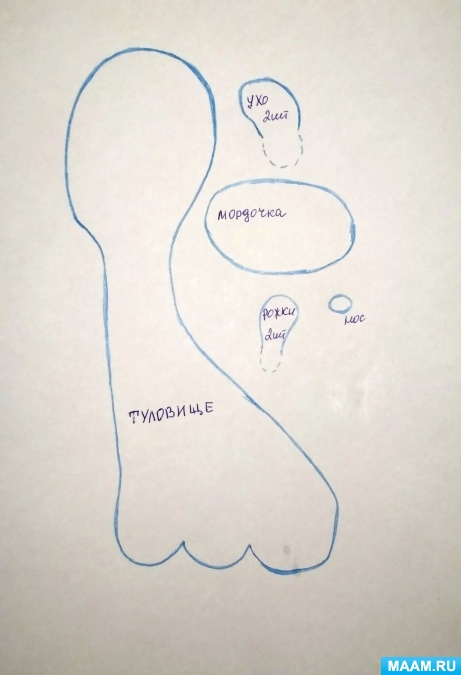 ухо
2шт
мордочка
рожки
2шт
нос
туловище
MAAM.RU